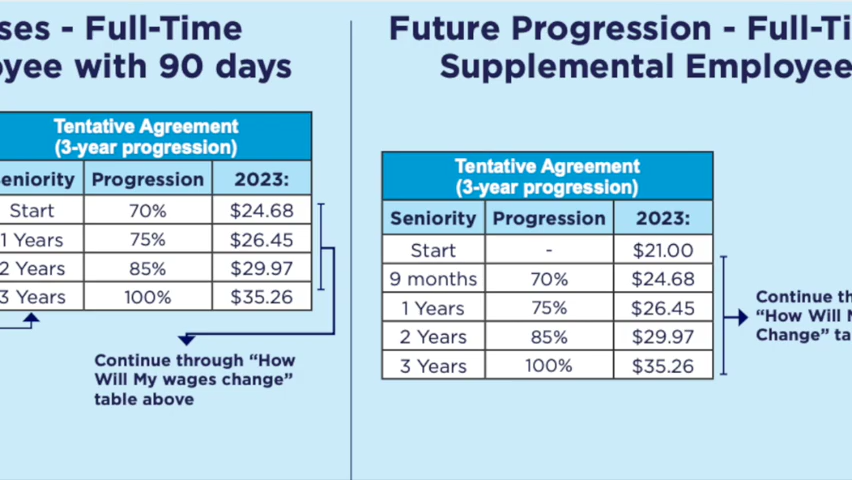 ses - Full-Time
oyee with 90 days
Tentative Agreement
(3-year progression)
eniority Progression 2023:
Start 70% $24.68
1 Years 75% $26.45
2 Years 85% $29.97
3 Years 100% $35.26
Continue through “How
Will My wages change”
table above
Future Progression - Full-Ti
Supplemental Employee
Tentative Agreement
(3-year progression)
Seniority Progression 2023:
Start - $21.00
9 months 70% $24.68
1 Years 75% $26.45
2 Years 85% $29.97
3 Years 100% $35.26
Continue th
“How Will M
Change” ta